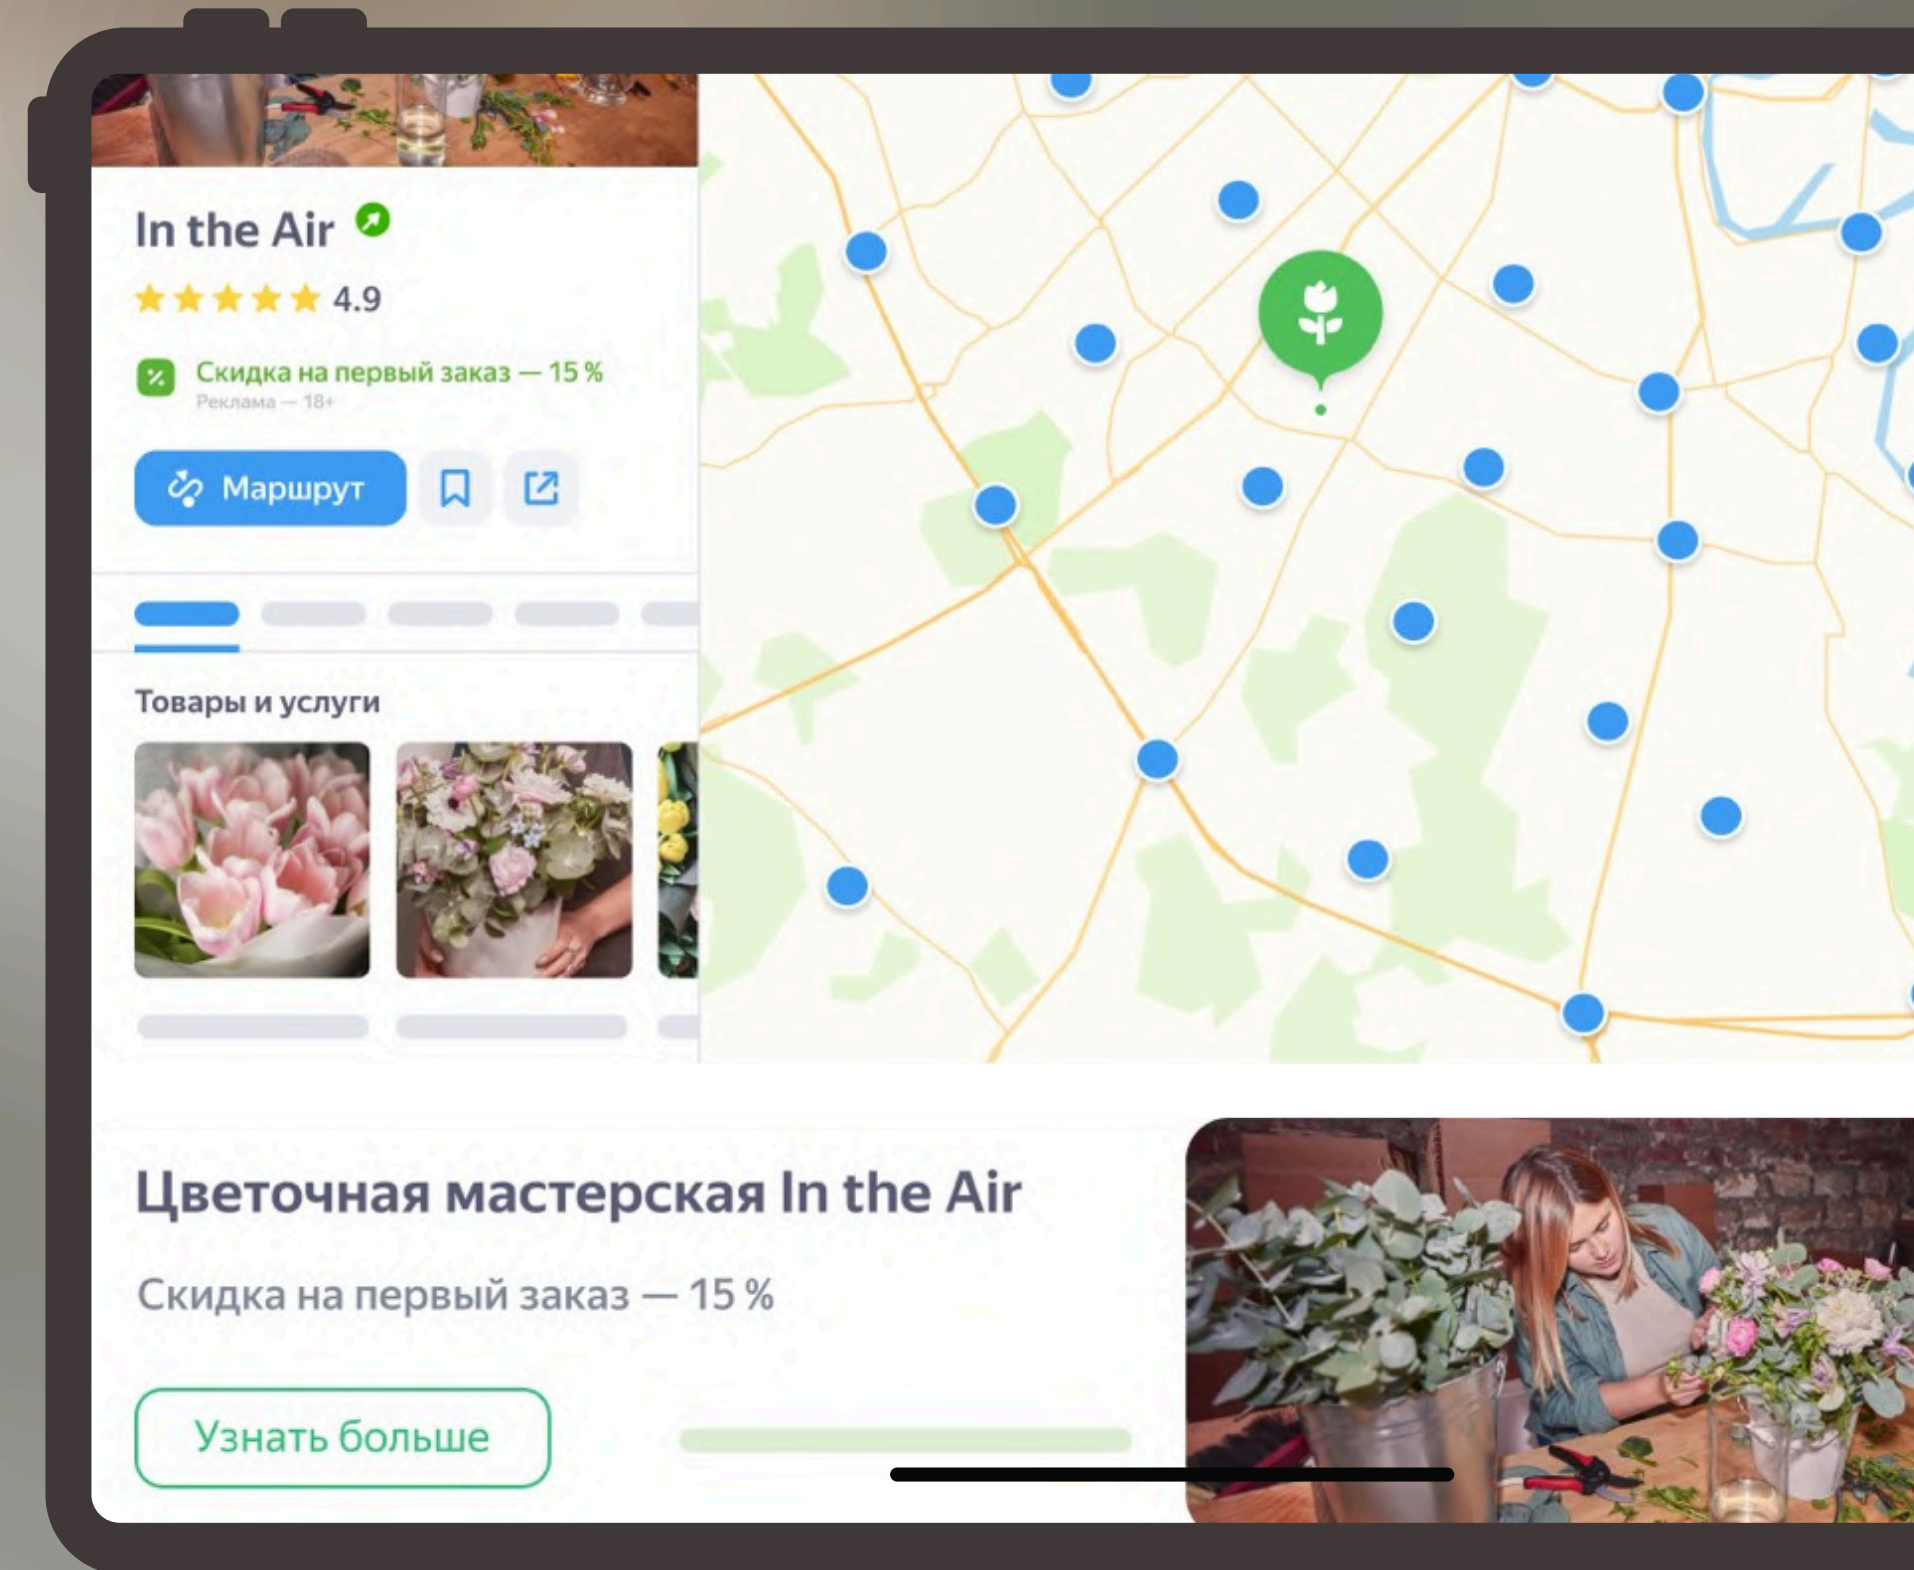 In the Air
4.9
Скидка на первый заказ — 15 %
Реклама — 18+
Маршрут
Товары и услуги
Цветочная мастерская In the Air
Скидка на первый заказ — 15 %
Узнать больше